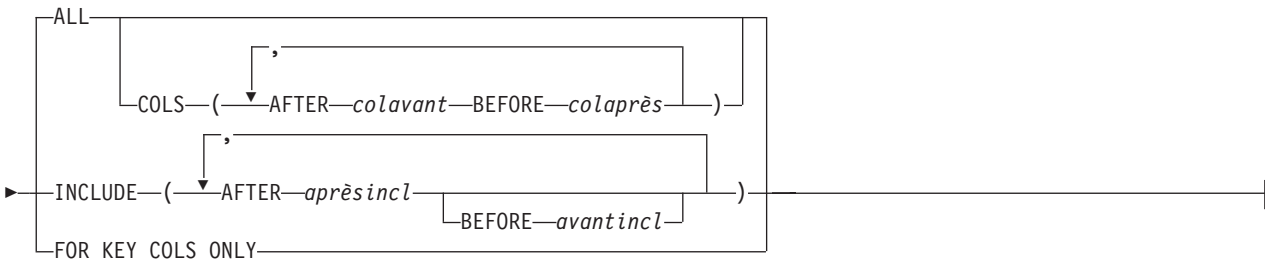 ALL
,
COLS ( AFTER colavant BEFORE colaprès )
,
INCLUDE ( AFTER aprèsincl )
BEFORE avantincl
FOR KEY COLS ONLY